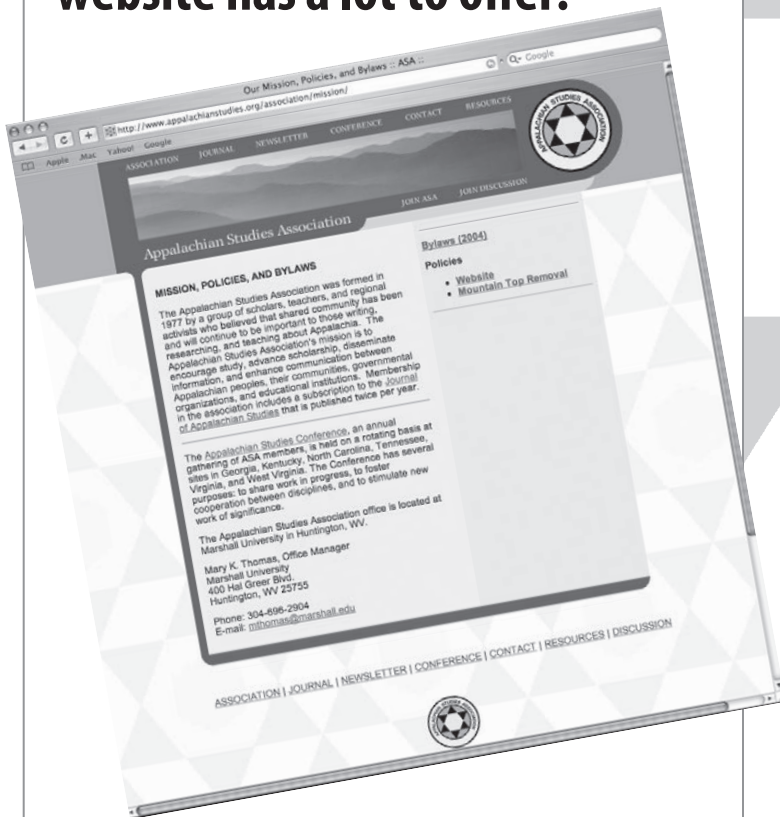 website has a lot to offer?
Our Mission, Policies, and Bylaws :: ASA ::
http://www.appalachianstudies.org/association/mission/
Google
Apple Mac Yahoo! Google
ASSOCIATION JOURNAL NEWSLETTER CONFERENCE CONTACT RESOURCES
APPALACHIAN STUDIES ASSOCIATION
Appalachian Studies Association
JOIN ASA JOIN DISCUSSION
MISSION, POLICIES, AND BYLAWS
The Appalachian Studies Association was formed in
1977 by a group of scholars, teachers, and regional
activists who believed that shared community has been
and will continue to be important to those writing,
researching, and teaching about Appalachia. The
Appalachian Studies Association's mission is to
encourage study, advance scholarship, disseminate
information, and enhance communication between
Appalachian peoples, their communities, governmental
organizations, and educational institutions. Membership
in the association includes a subscription to the Journal
of Appalachian Studies that is published twice per year.
The Appalachian Studies Conference, an annual
gathering of ASA members, is held on a rotating basis at
sites in Georgia, Kentucky, North Carolina, Tennessee,
Virginia, and West Virginia. The Conference has several
purposes: to share work in progress, to foster
cooperation between disciplines, and to stimulate new
work of significance.
The Appalachian Studies Association office is located at
Marshall University in Huntington, WV.
Mary K. Thomas, Office Manager
Marshall University
400 Hal Greer Blvd.
Huntington, WV 25755
Phone: 304-696-2904
E-mail: mthomas@marshall.edu
Bylaws (2004)
Policies
Website
Mountain Top Removal
ASSOCIATION | JOURNAL | NEWSLETTER | CONFERENCE | CONTACT | RESOURCES | DISCUSSION
APPALACHIAN STUDIES ASSOCIATION